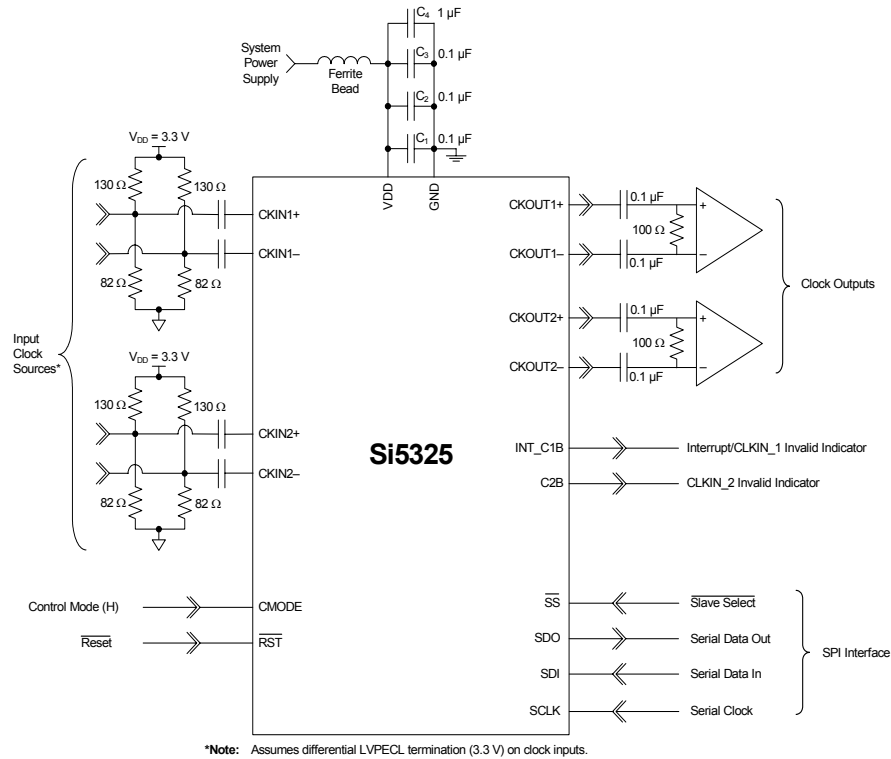 C4 1 µF
System
Power
Supply
Ferrite
Bead
C3 0.1 µF
C2 0.1 µF
C1 0.1 µF
VDD = 3.3 V
130 Ω
130 Ω
82 Ω
82 Ω
VDD
GND
CKIN1+
CKIN1–
CKOUT1+
0.1 µF
100 Ω
+
–
CKOUT1–
0.1 µF
CKOUT2+
0.1 µF
100 Ω
+
–
CKOUT2–
0.1 µF
Clock Outputs
Input
Clock
Sources*
VDD = 3.3 V
130 Ω
130 Ω
82 Ω
82 Ω
CKIN2+
CKIN2–
Si5325
INT_C1B
Interrupt/CLKIN_1 Invalid Indicator
C2B
CLKIN_2 Invalid Indicator
Control Mode (H)
CMODE
Reset
RST
SS
Slave Select
SDO
Serial Data Out
SDI
Serial Data In
SCLK
Serial Clock
SPI Interface
*Note: Assumes differential LVPECL termination (3.3 V) on clock inputs.